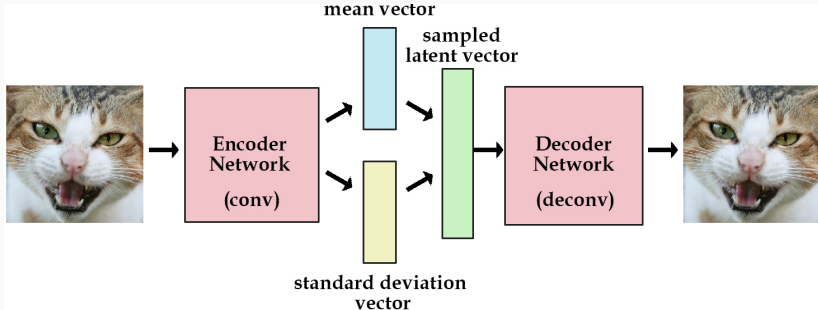 mean vector
sampled
latent vector
Encoder
Network
(conv)
Decoder
Network
(deconv)
standard deviation
vector